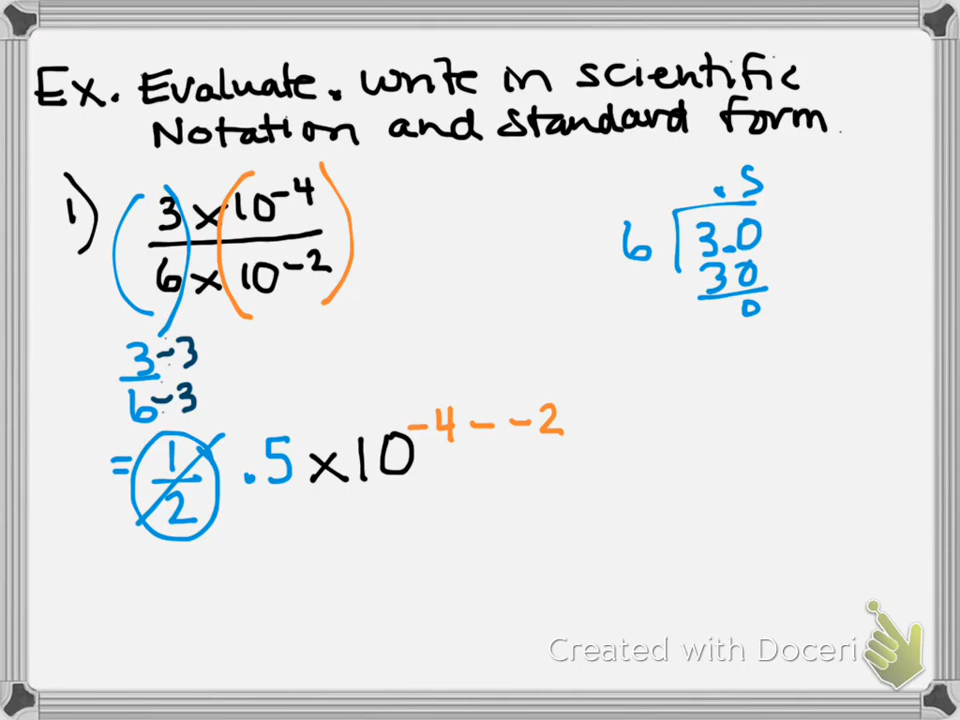 Ex. Evaluate. write in scientific
Notation and standard form
1) 3 x 10^-4
6 x 10^-2
.5
6 3.0
30
0
3 -3
6 -3
= 1/2 .5 x 10^-4 - -2
Created with Doceri